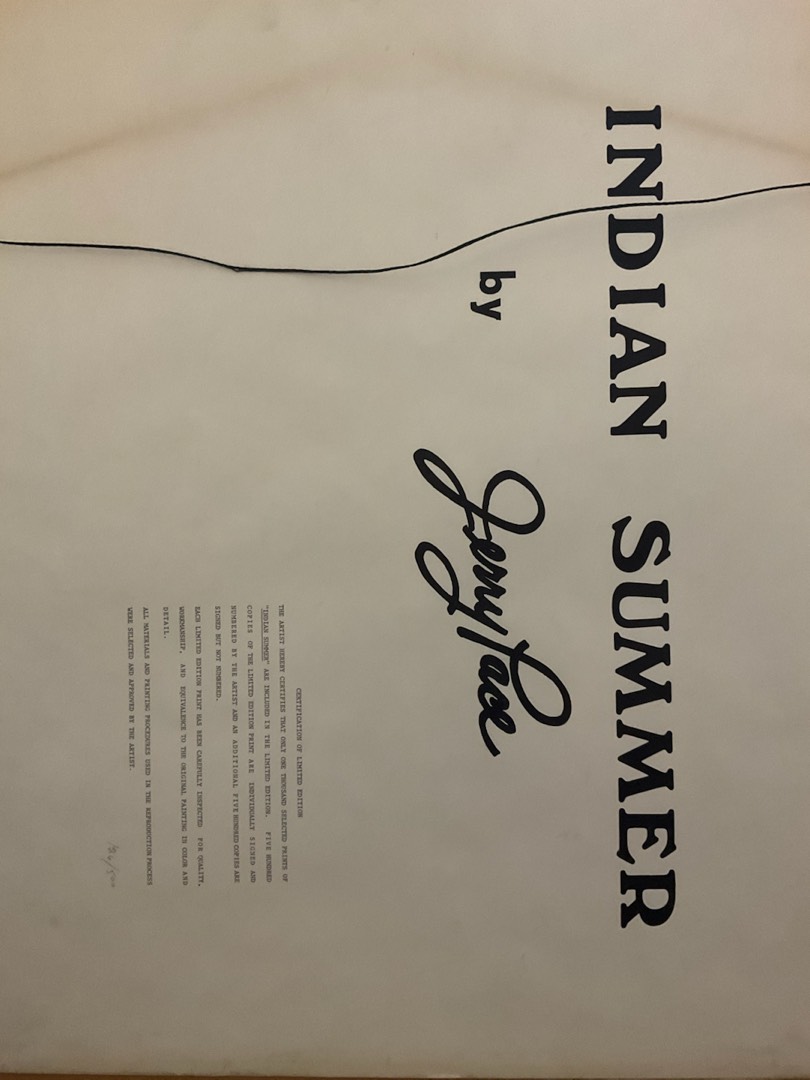 INDIAN SUMMER
by
Jerry Pace
CERTIFICATION OF LIMITED EDITION
THE ARTIST HEREBY CERTIFIES THAT ONLY ONE THOUSAND SELECTED PRINTS OF
"INDIAN SUMMER" ARE INCLUDED IN THE LIMITED EDITION. FIVE HUNDRED
COPIES OF THE LIMITED EDITION PRINT ARE INDIVIDUALLY SIGNED AND
NUMBERED BY THE ARTIST AND AN ADDITIONAL FIVE HUNDRED COPIES ARE
SIGNED BUT NOT NUMBERED.
EACH LIMITED EDITION PRINT HAS BEEN CAREFULLY INSPECTED FOR QUALITY,
WORKMANSHIP, AND EQUIVALENCE TO THE ORIGINAL PAINTING IN COLOR AND
DETAIL.
ALL MATERIALS AND PRINTING PROCEDURES USED IN THE REPRODUCTION PROCESS
WERE SELECTED AND APPROVED BY THE ARTIST.